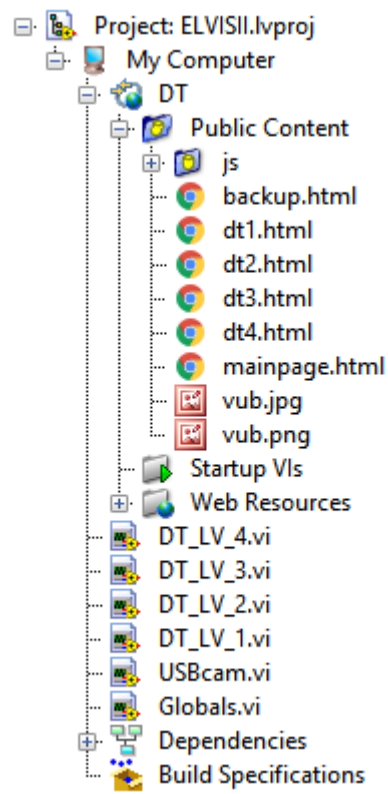 Project: ELVISII.lvproj
My Computer
DT
Public Content
js
backup.html
dt1.html
dt2.html
dt3.html
dt4.html
mainpage.html
vub.jpg
vub.png
Startup VIs
Web Resources
DT_LV_4.vi
DT_LV_3.vi
DT_LV_2.vi
DT_LV_1.vi
USBcam.vi
Globals.vi
Dependencies
Build Specifications